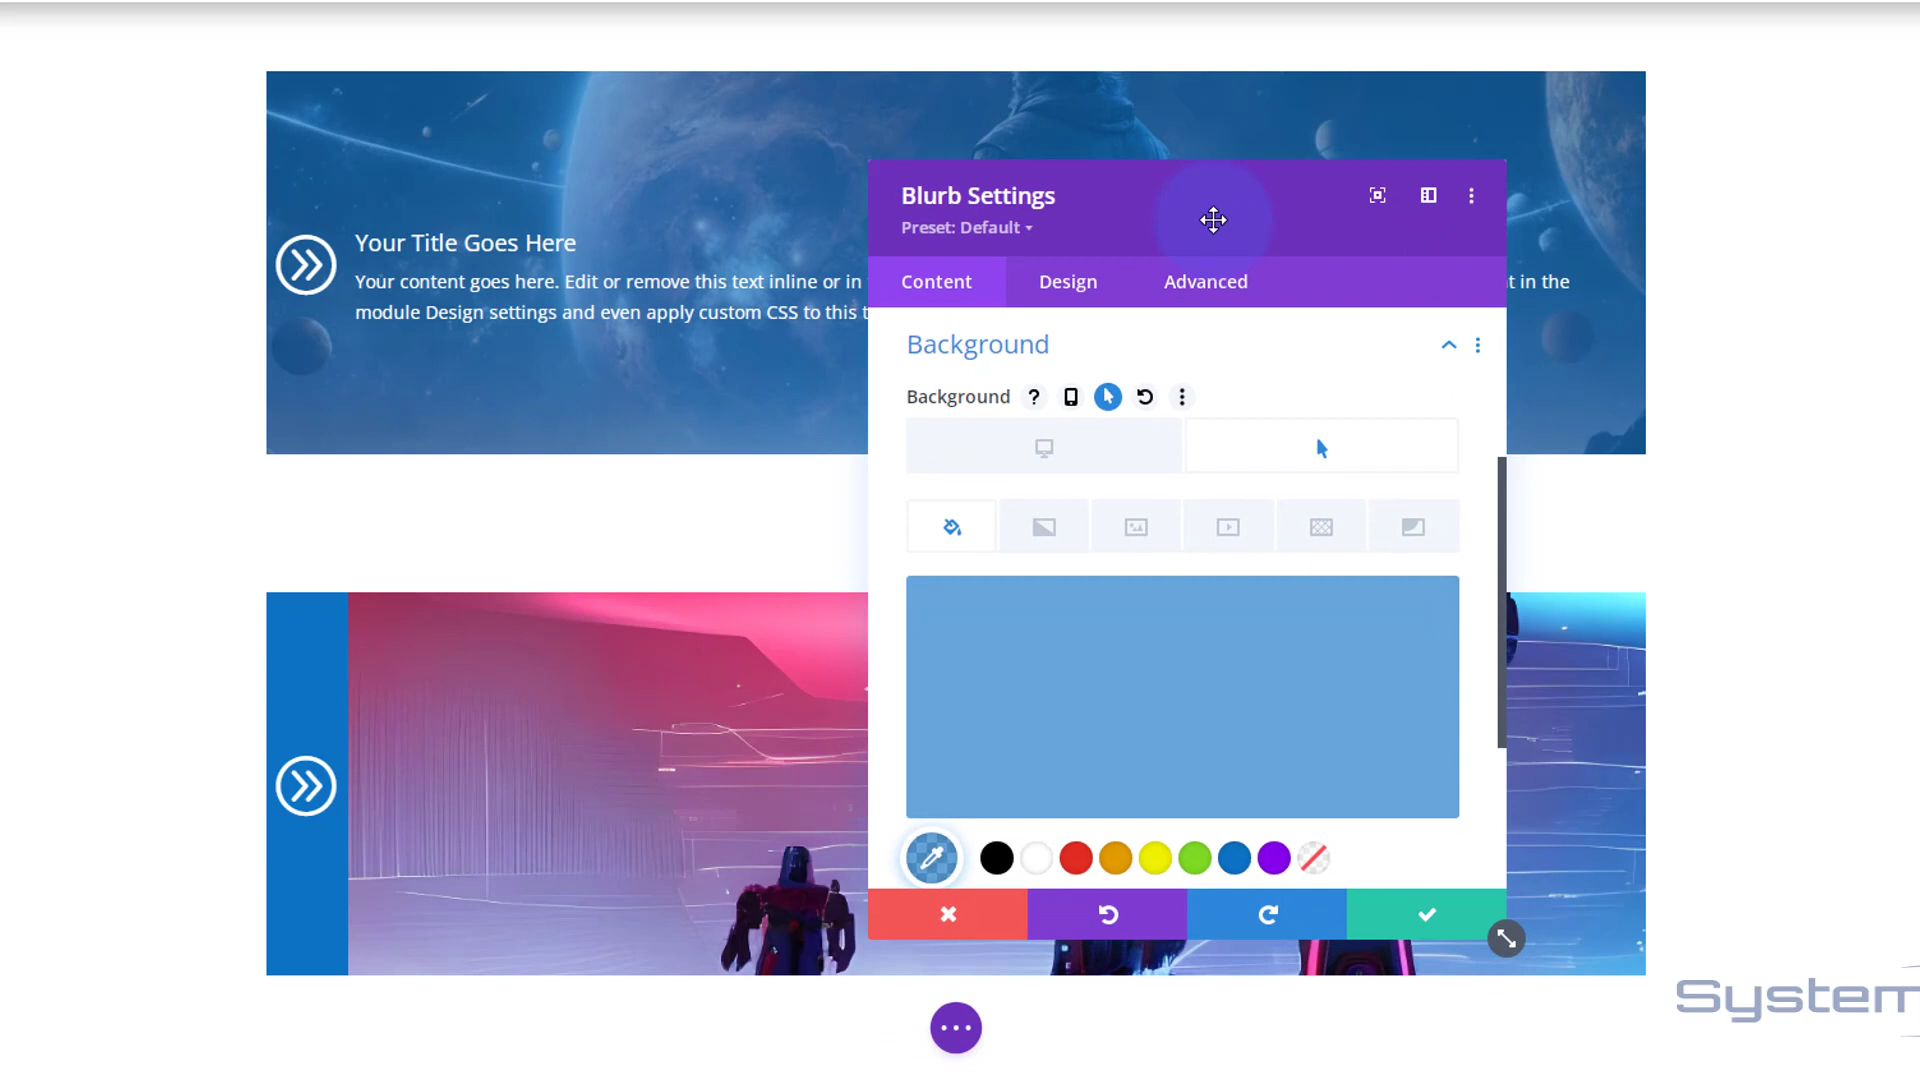 Blurb Settings
Preset: Default
Your Title Goes Here
Your content goes here. Edit or remove this text inline or in
t in the
module Design settings and even apply custom CSS to this t
Content Design Advanced
Background
Background ?
System